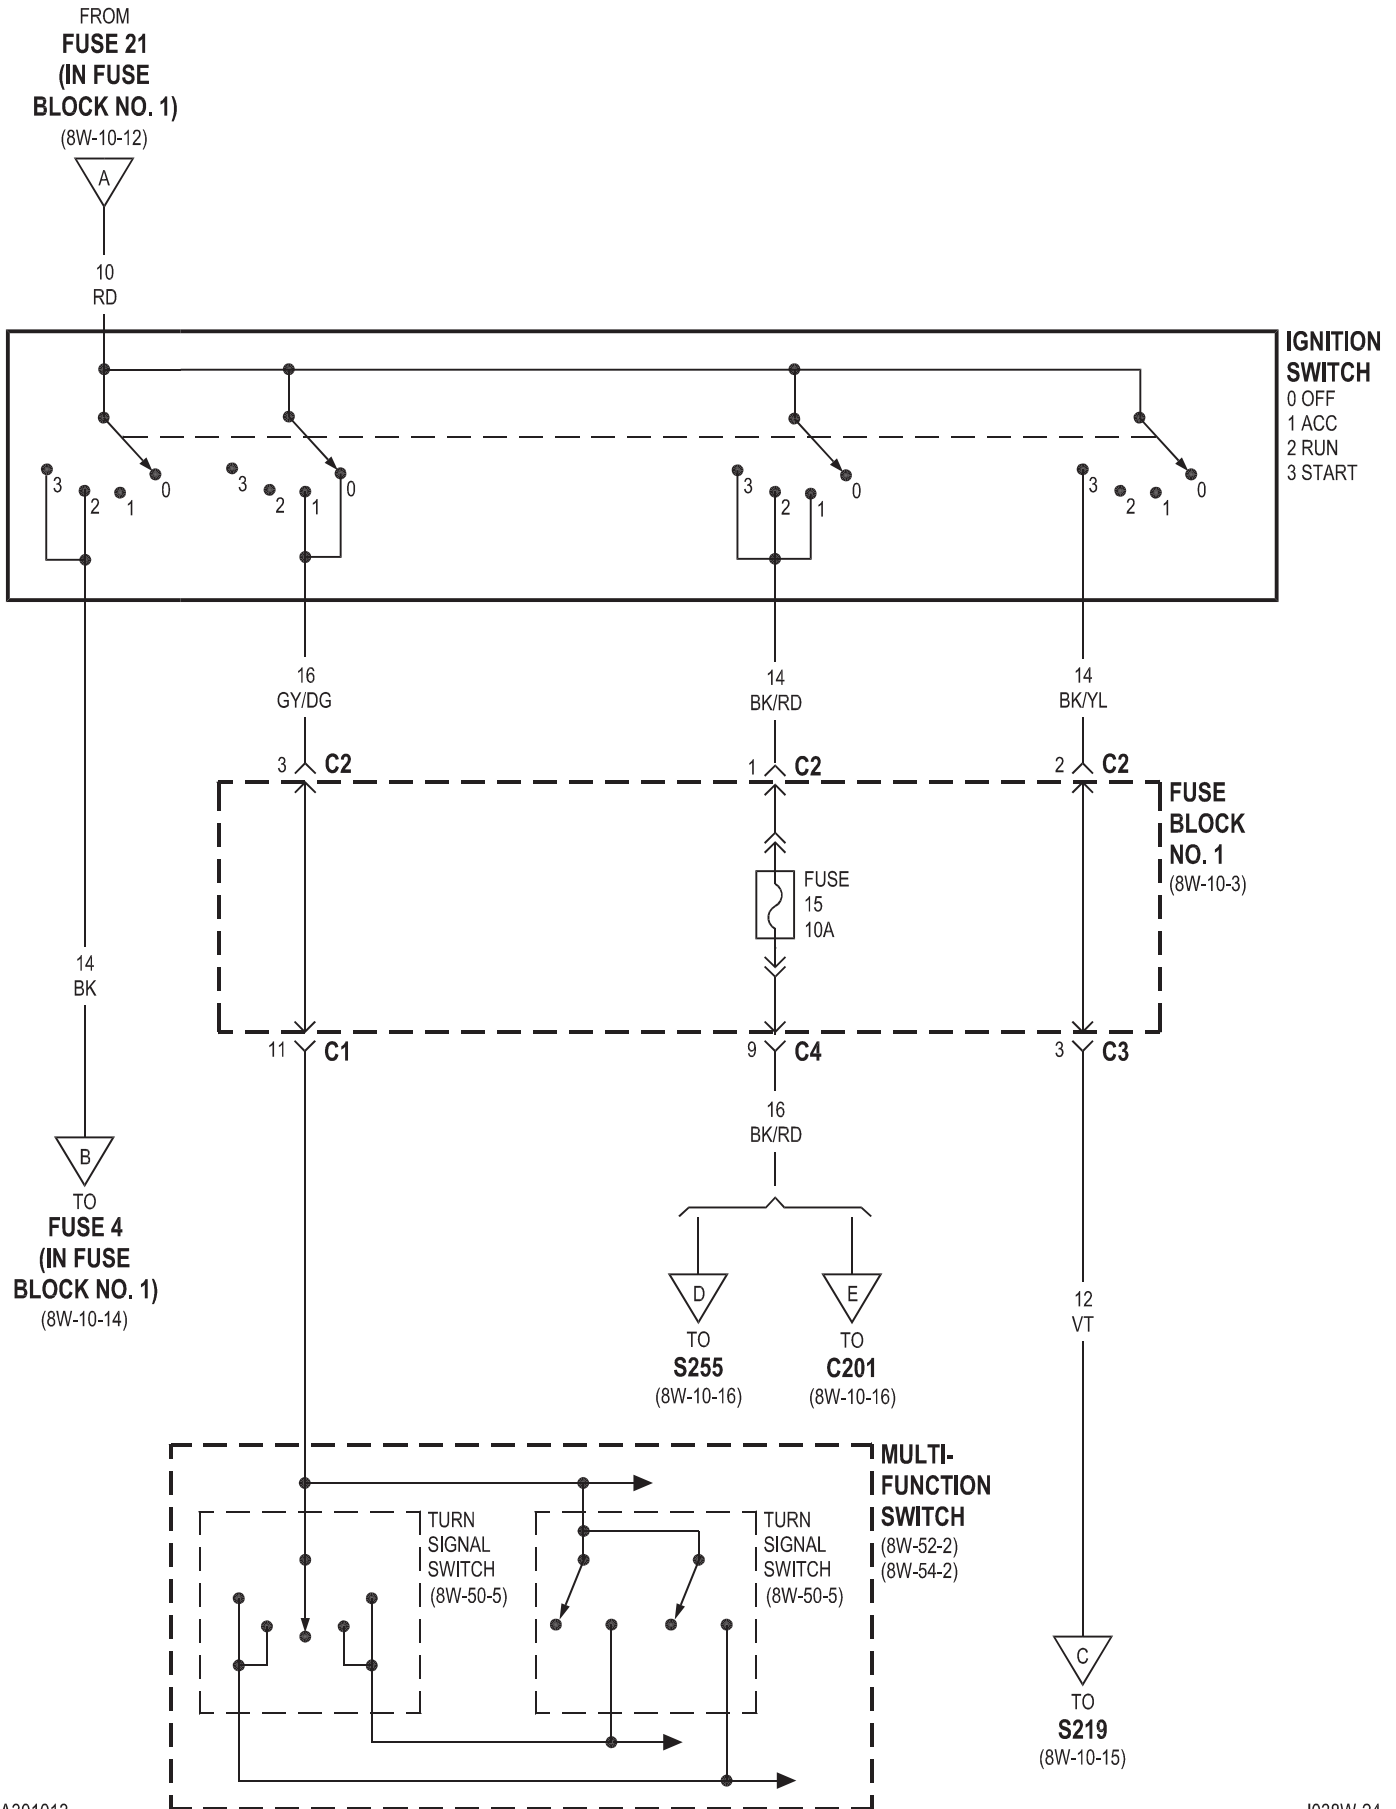 FROM
FUSE 21
(IN FUSE
BLOCK NO. 1)
(8W-10-12)
A
10
RD
IGNITION
SWITCH
0 OFF
1 ACC
2 RUN
3 START
3 2 1 0
3 2 1 0
3 2 1 0
3 2 1 0
16
GY/DG
14
BK/RD
14
BK/YL
3 C2
1 C2
2 C2
FUSE
BLOCK
NO. 1
(8W-10-3)
FUSE
15
10A
14
BK
11 C1
9 C4
3 C3
16
BK/RD
B
TO
FUSE 4
(IN FUSE
BLOCK NO. 1)
(8W-10-14)
D
TO
S255
(8W-10-16)
E
TO
C201
(8W-10-16)
12
VT
MULTI-
FUNCTION
SWITCH
(8W-52-2)
(8W-54-2)
TURN
SIGNAL
SWITCH
(8W-50-5)
TURN
SIGNAL
SWITCH
(8W-50-5)
C
TO
S219
(8W-10-15)